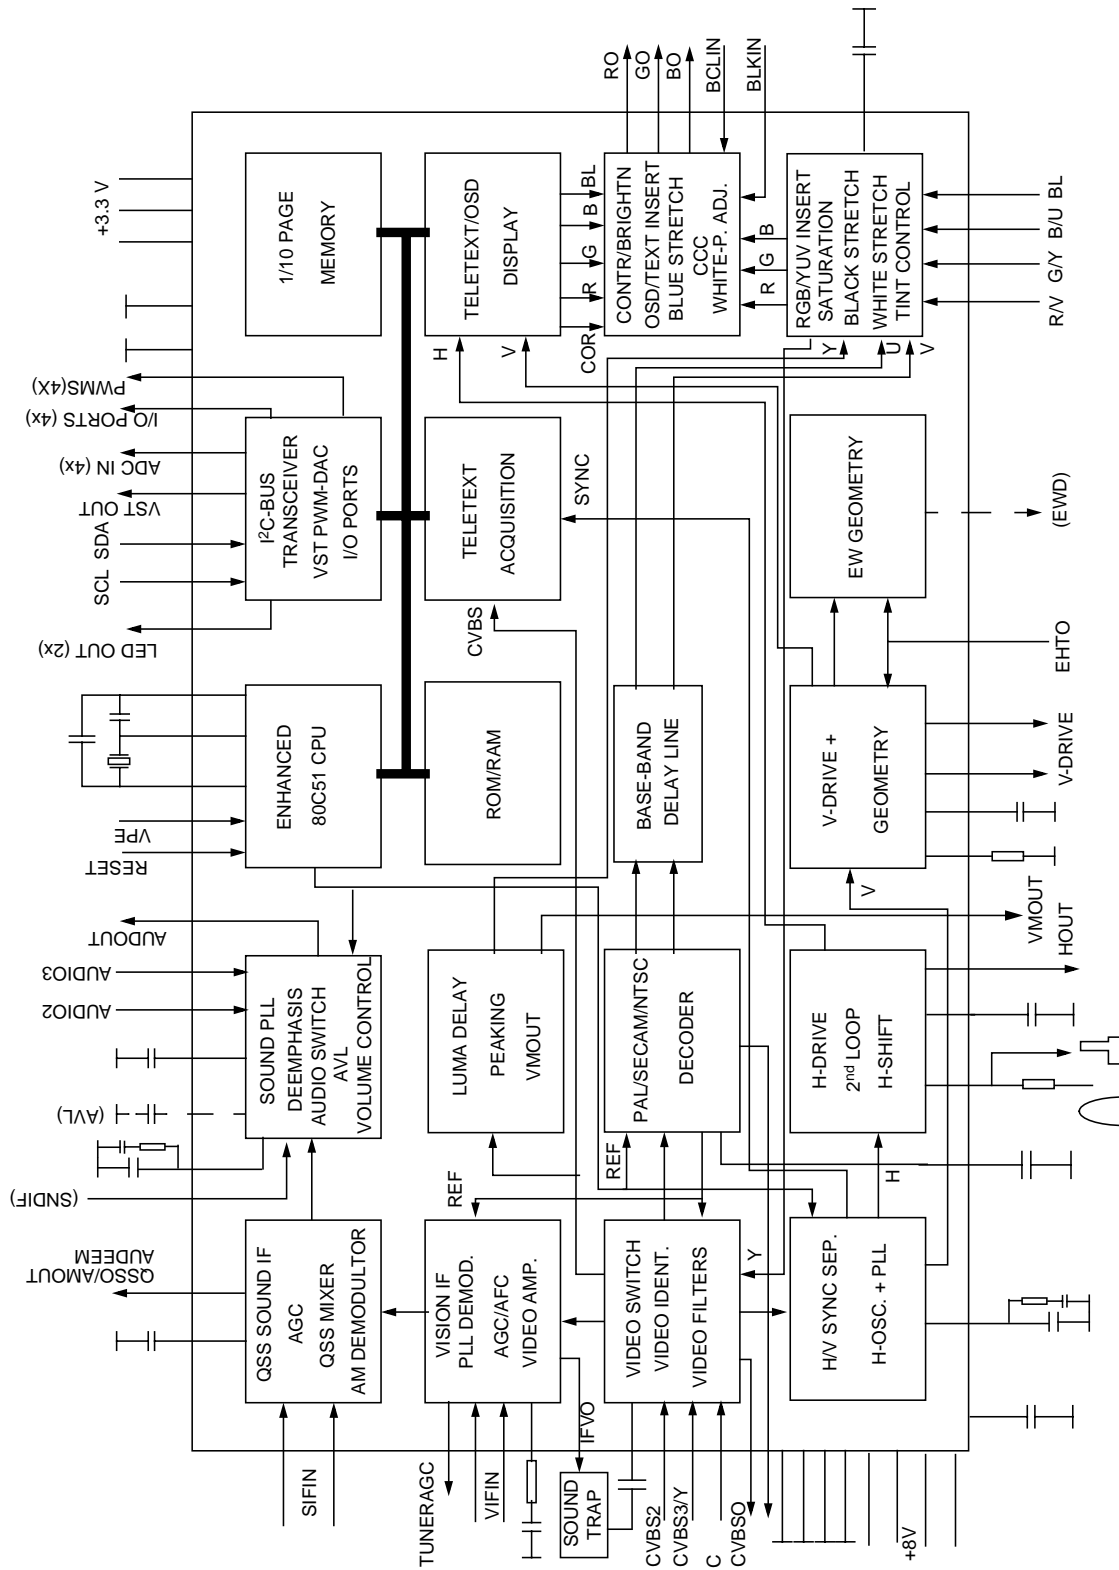 +3.3 V
1/10 PAGE
MEMORY
TELETEXT/OSD
DISPLAY
H
V
COR
R
G
B
BL
CONTR/BRIGHTN
OSD/TEXT INSERT
BLUE STRETCH
CCC
WHITE-P. ADJ.
RO
GO
BO
BCLIN
BLKIN
R
G
B
RGB/YUV INSERT
SATURATION
BLACK STRETCH
WHITE STRETCH
TINT CONTROL
Y
U
V
R/V
G/Y
B/U
BL
LED OUT (2x)
SCL
SDA
VST OUT
ADC IN (4x)
I/O PORTS (4x)
PWMS(4X)
I²C-BUS
TRANSCEIVER
VST PWM-DAC
I/O PORTS
TELETEXT
ACQUISITION
CVBS
SYNC
EW GEOMETRY
(EWD)
EHTO
RESET
VPE
ENHANCED
80C51 CPU
ROM/RAM
BASE-BAND
DELAY LINE
V-DRIVE +
GEOMETRY
V
V-DRIVE
(AVL)
AUDIO2
AUDIO3
AUDOUT
SOUND PLL
DEEMPHASIS
AUDIO SWITCH
AVL
VOLUME CONTROL
LUMA DELAY
PEAKING
VMOUT
PAL/SECAM/NTSC
DECODER
REF
H-DRIVE
2nd LOOP
H-SHIFT
H
VMOUT
HOUT
(SNDIF)
QSSO/AMOUT
AUDEEM
QSS SOUND IF
AGC
QSS MIXER
AM DEMODULTOR
SIFIN
REF
VISION IF
PLL DEMOD.
AGC/AFC
VIDEO AMP.
TUNERAGC
VIFIN
IFVO
SOUND
TRAP
VIDEO SWITCH
VIDEO IDENT.
VIDEO FILTERS
Y
CVBS2
CVBS3/Y
C
CVBSO
H/V SYNC SEP.
H-OSC. + PLL
+8V